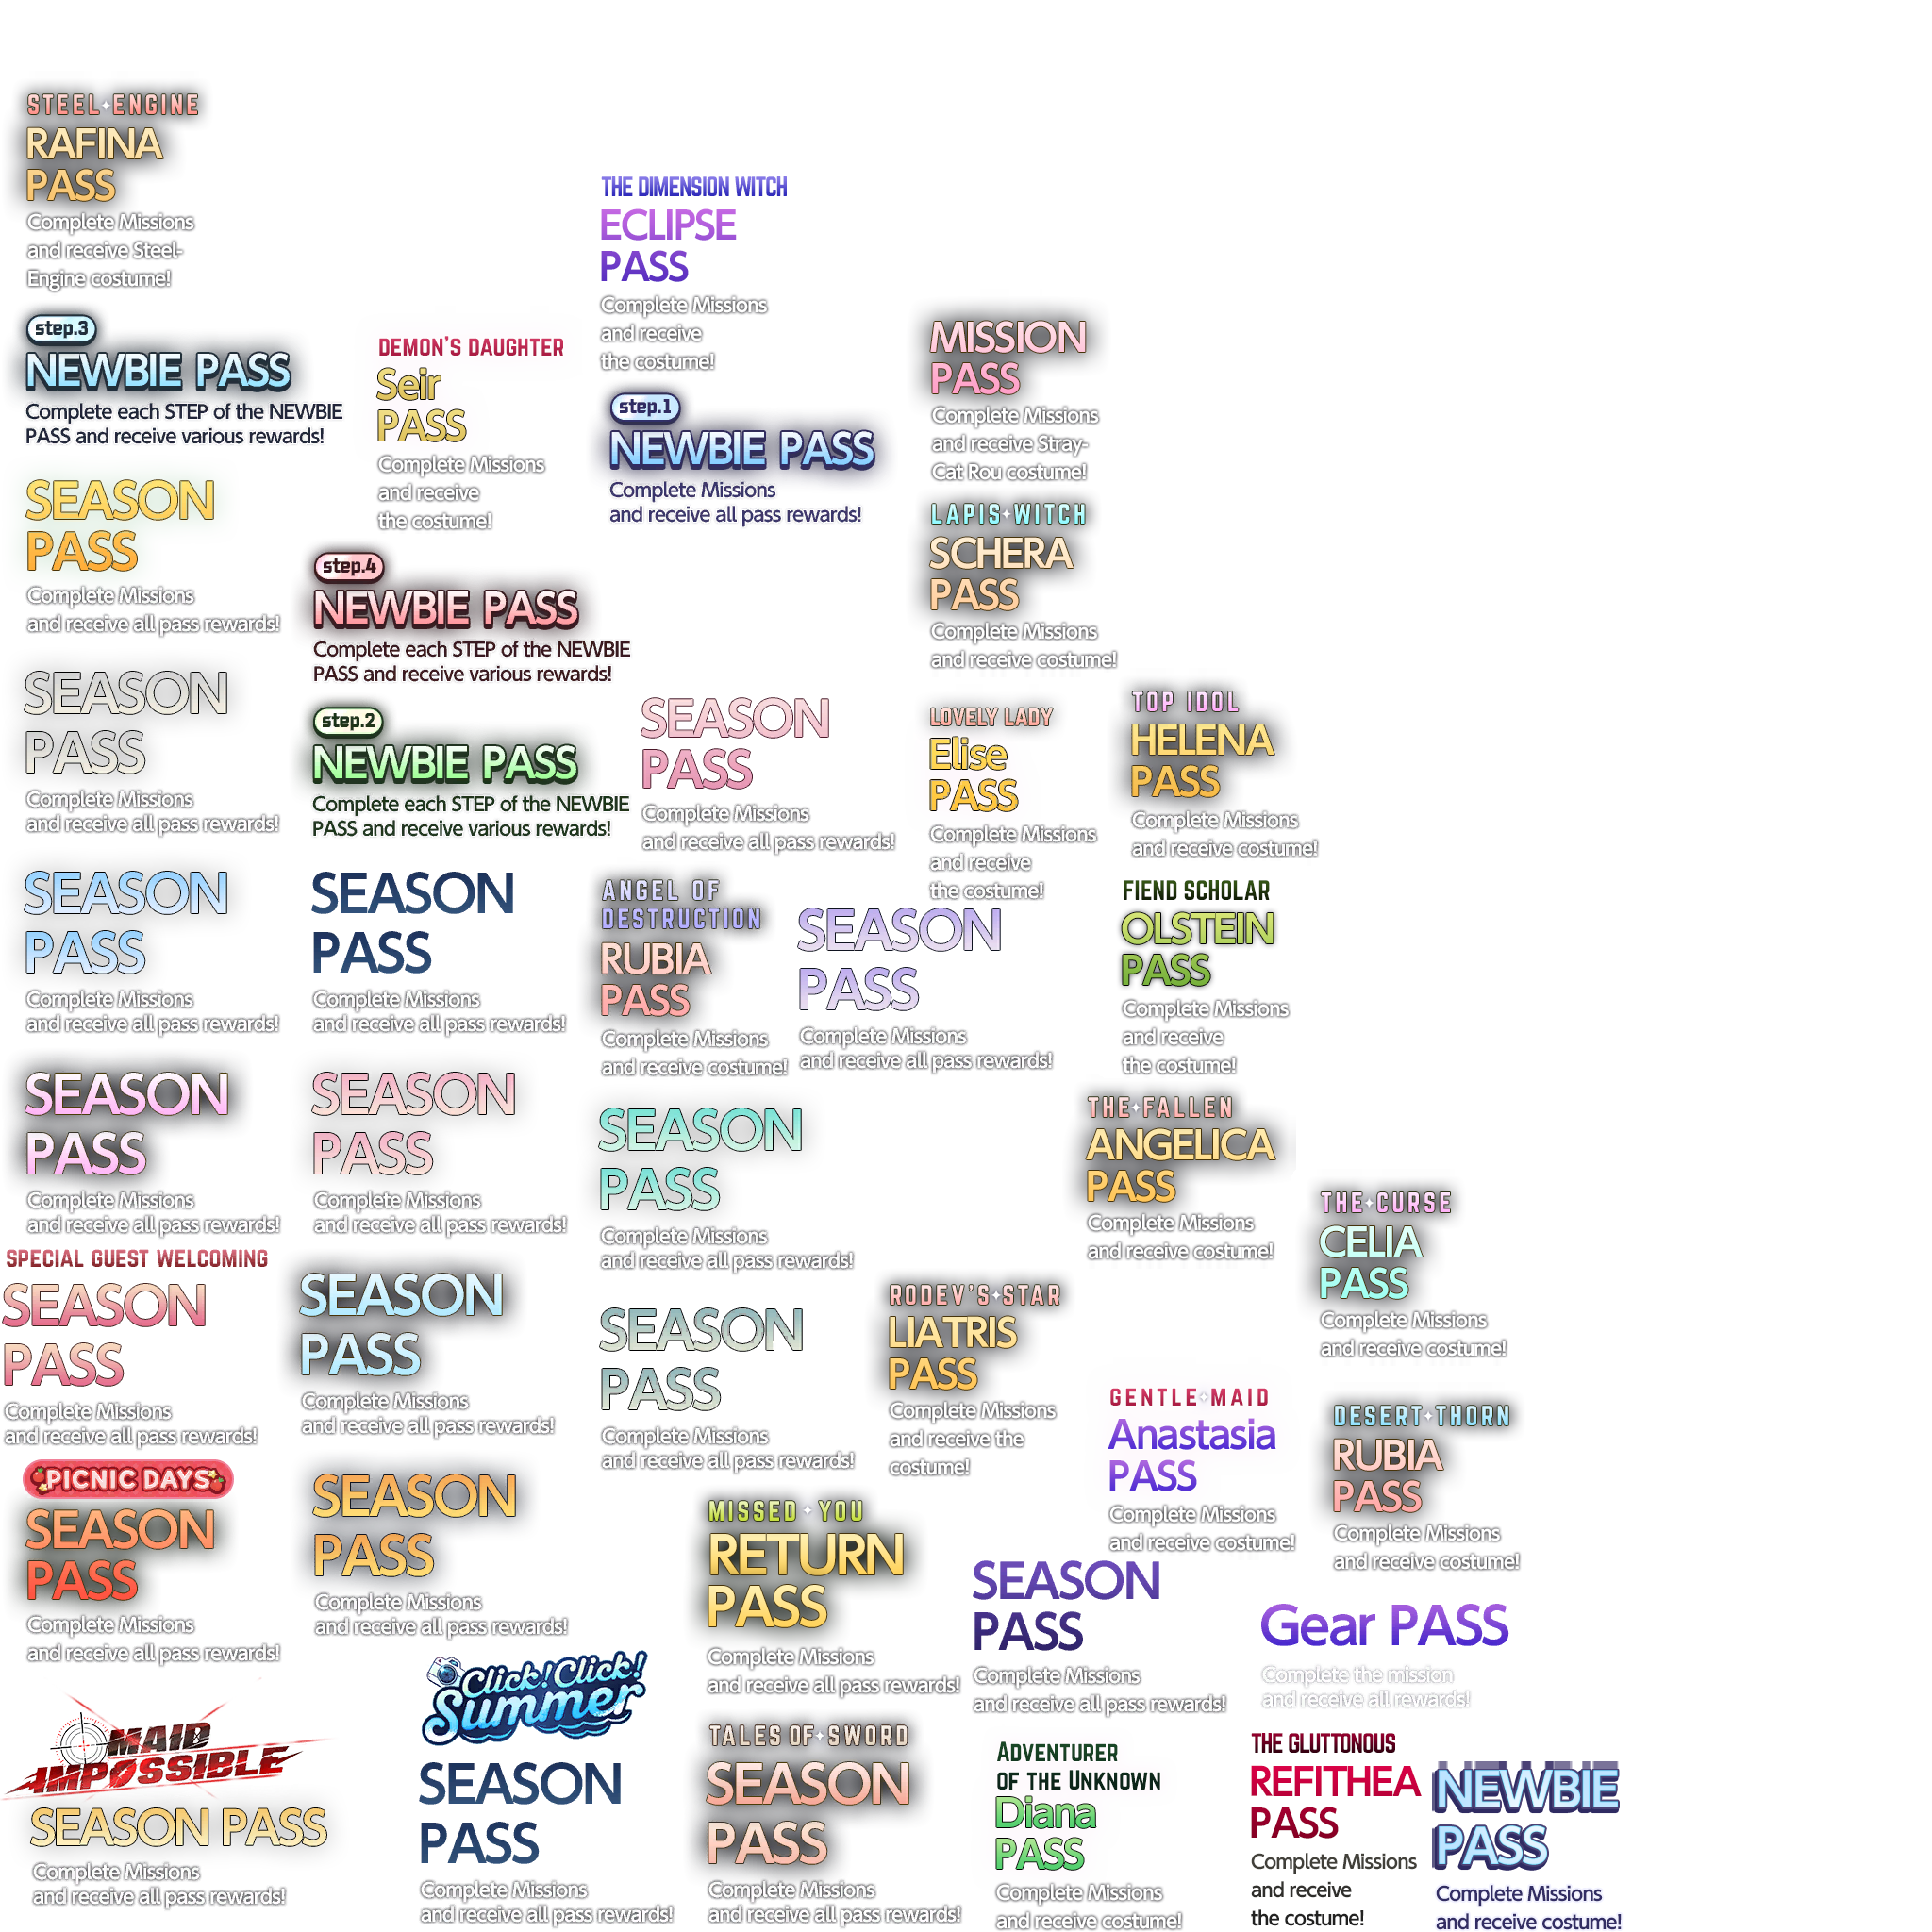 STEEL ENGINE
RAFINA
PASS
Complete Missions
and receive Steel-
Engine costume!
THE DIMENSION WITCH
ECLIPSE
PASS
Complete Missions
and receive
the costume!
step.3
NEWBIE PASS
Complete each STEP of the NEWBIE
PASS and receive various rewards!
DEMON'S DAUGHTER
Seir
PASS
Complete Missions
and receive
the costume!
step.1
NEWBIE PASS
Complete Missions
and receive all pass rewards!
MISSION
PASS
Complete Missions
and receive Stray-
Cat Rou costume!
SEASON
PASS
Complete Missions
and receive all pass rewards!
step.4
NEWBIE PASS
Complete each STEP of the NEWBIE
PASS and receive various rewards!
LAPIS WITCH
SCHERA
PASS
Complete Missions
and receive costume!
SEASON
PASS
Complete Missions
and receive all pass rewards!
step.2
NEWBIE PASS
Complete each STEP of the NEWBIE
PASS and receive various rewards!
SEASON
PASS
Complete Missions
and receive all pass rewards!
LOVELY LADY
Elise
PASS
Complete Missions
and receive
the costume!
TOP IDOL
HELENA
PASS
Complete Missions
and receive costume!
SEASON
PASS
Complete Missions
and receive all pass rewards!
SEASON
PASS
Complete Missions
and receive all pass rewards!
ANGEL OF
DESTRUCTION
RUBIA
PASS
Complete Missions
and receive costume!
SEASON
PASS
Complete Missions
and receive all pass rewards!
FIEND SCHOLAR
OLSTEIN
PASS
Complete Missions
and receive
the costume!
SEASON
PASS
Complete Missions
and receive all pass rewards!
SEASON
PASS
Complete Missions
and receive all pass rewards!
SEASON
PASS
Complete Missions
and receive all pass rewards!
THE FALLEN
ANGELICA
PASS
Complete Missions
and receive costume!
THE CURSE
CELIA
PASS
Complete Missions
and receive costume!
SPECIAL GUEST WELCOMING
SEASON
PASS
Complete Missions
and receive all pass rewards!
SEASON
PASS
Complete Missions
and receive all pass rewards!
SEASON
PASS
Complete Missions
and receive all pass rewards!
RODEV'S STAR
LIATRIS
PASS
Complete Missions
and receive the
costume!
GENTLE MAID
Anastasia
PASS
Complete Missions
and receive costume!
DESERT THORN
RUBIA
PASS
Complete Missions
and receive costume!
PICNIC DAYS
SEASON
PASS
Complete Missions
and receive all pass rewards!
SEASON
PASS
Complete Missions
and receive all pass rewards!
MISSED YOU
RETURN
PASS
Complete Missions
and receive all pass rewards!
SEASON
PASS
Complete Missions
and receive all pass rewards!
Gear PASS
Complete the mission
and receive all rewards!
MAID
IMPOSSIBLE
SEASON PASS
Complete Missions
and receive all pass rewards!
Click! Click!
Summer
SEASON
PASS
Complete Missions
and receive all pass rewards!
TALES OF SWORD
SEASON
PASS
Complete Missions
and receive all pass rewards!
ADVENTURER
OF THE UNKNOWN
Diana
PASS
Complete Missions
and receive costume!
THE GLUTTONOUS
REFITHEA
PASS
Complete Missions
and receive
the costume!
NEWBIE
PASS
Complete Missions
and receive costume!